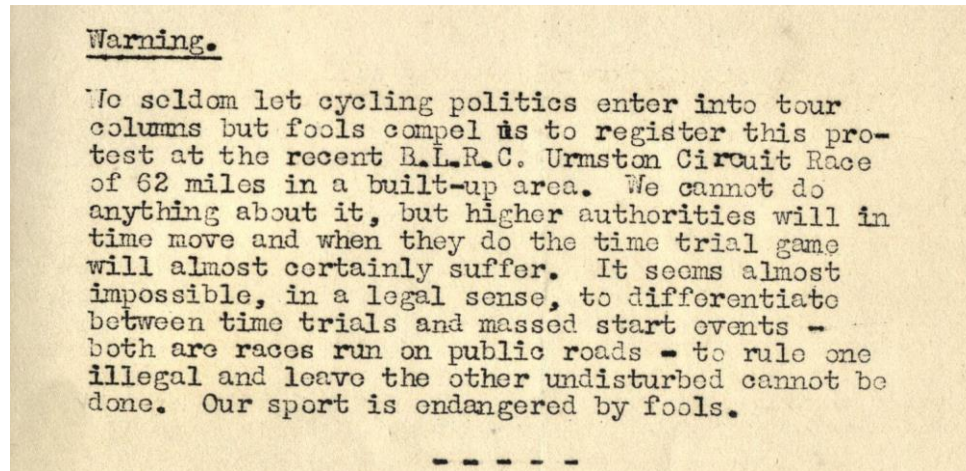 Warning.
We seldom let cycling politics enter into tour
columns but fools compel us to register this pro-
test at the recent B.L.R.C. Urmston Circuit Race
of 62 miles in a built-up area. We cannot do
anything about it, but higher authorities will in
time move and when they do the time trial game
will almost certainly suffer. It seems almost
impossible, in a legal sense, to differentiate
between time trials and massed start events -
both are races run on public roads - to rule one
illegal and leave the other undisturbed cannot be
done. Our sport is endangered by fools.
- - - - -